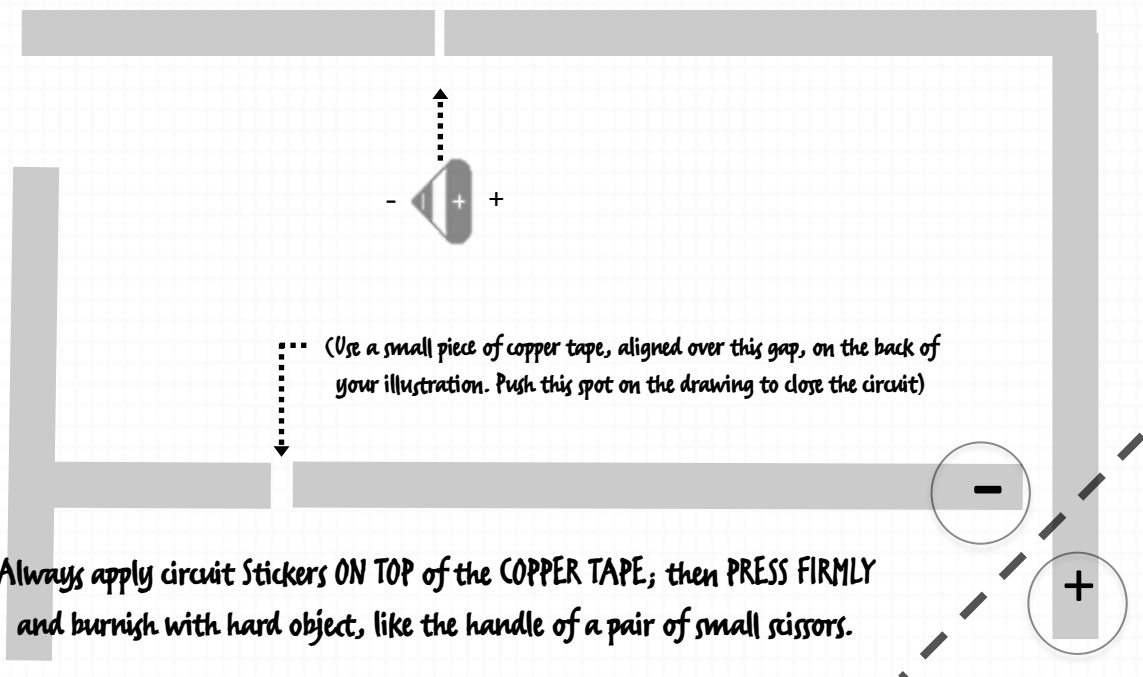 - +
(Use a small piece of copper tape, aligned over this gap, on the back of
your illustration. Push this spot on the drawing to close the circuit)
-
+
Always apply circuit Stickers ON TOP of the COPPER TAPE; then PRESS FIRMLY
and burnish with hard object, like the handle of a pair of small scissors.